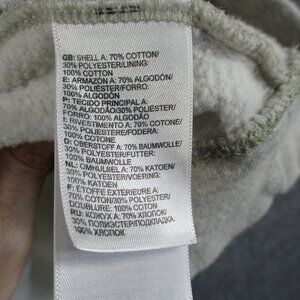 GB: SHELL A: 70% COTTON/
30% POLYESTER/LINING:
100% COTTON
E: ARMAZON A: 70% ALGODÓN/
30% POLIÉSTER/FORRO:
100% ALGODÓN
P: TECIDO PRINCIPAL A:
70% ALGODÃO/30% POLIÉSTER/
FORRO: 100% ALGODÃO
I: RIVESTIMENTO A: 70% COTONE/
30% POLIESTERE/FODERA:
100% COTONE
D: OBERSTOFF A: 70% BAUMWOLLE/
30% POLYESTER/FUTTER:
100% BAUMWOLLE
NL: OMHULSEL A: 70% KATOEN/
30% POLYESTER/VOERING:
100% KATOEN
F: ÉTOFFE EXTÉRIEURE A:
70% COTON/30% POLYESTER/
DOUBLURE: 100% COTON
RU: КОЖУХ A: 70% ХЛОПОК/
30% ПОЛИЭСТЕР/ПОДКЛАДКА:
100% ХЛОПОК